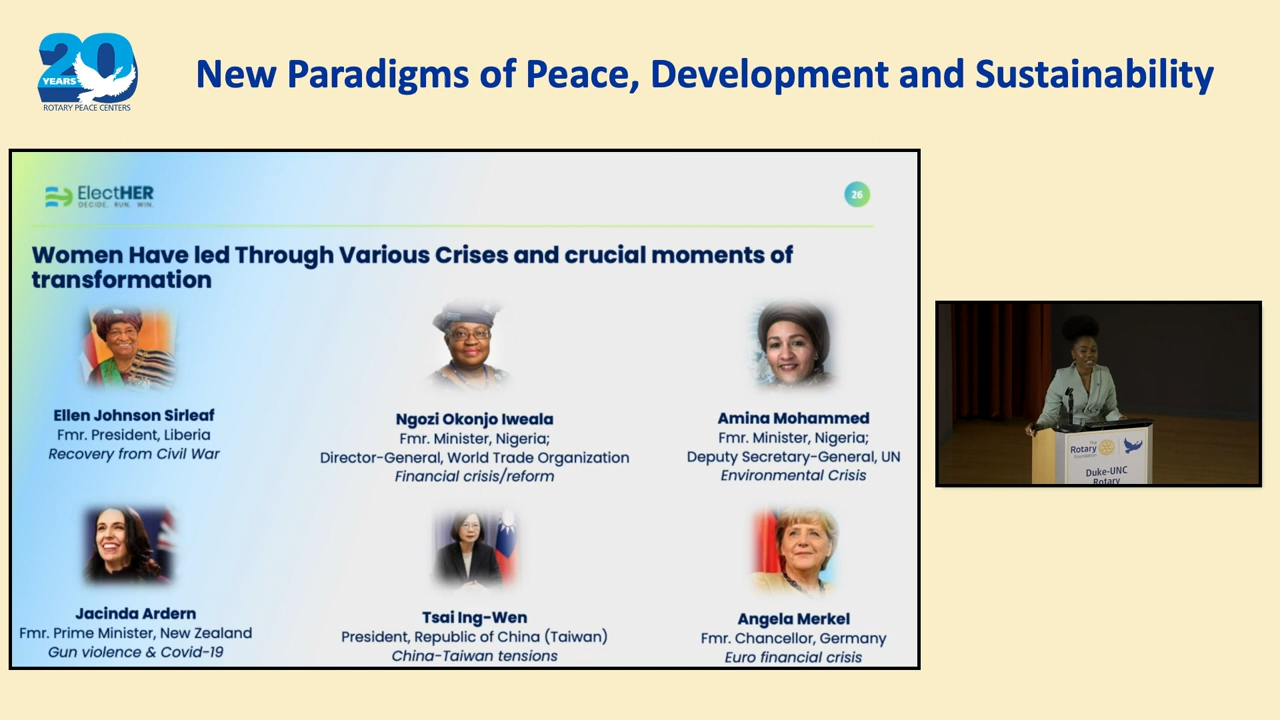 20
YEARS
ROTARY PEACE CENTERS
New Paradigms of Peace, Development and Sustainability
ElectHER
DECIDE. RUN. WIN.
26
Women Have led Through Various Crises and crucial moments of
transformation
Ellen Johnson Sirleaf
Fmr. President, Liberia
Recovery from Civil War
Ngozi Okonjo Iweala
Fmr. Minister, Nigeria;
Director-General, World Trade Organization
Financial crisis/reform
Amina Mohammed
Fmr. Minister, Nigeria;
Deputy Secretary-General, UN
Environmental Crisis
Jacinda Ardern
Fmr. Prime Minister, New Zealand
Gun violence & Covid-19
Tsai Ing-Wen
President, Republic of China (Taiwan)
China-Taiwan tensions
Angela Merkel
Fmr. Chancellor, Germany
Euro financial crisis
The
Rotary
Foundation
Duke-UNC
Rotary